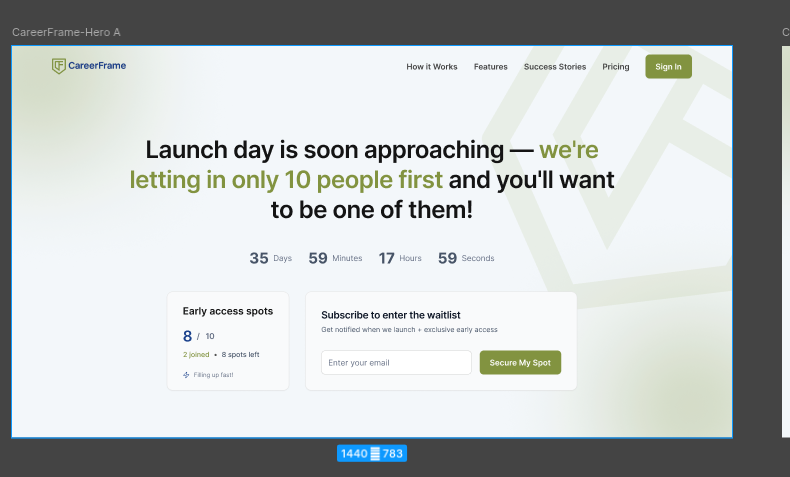 CareerFrame-Hero A
C
CareerFrame
How it Works Features Success Stories Pricing Sign In
Launch day is soon approaching — we're
letting in only 10 people first and you'll want
to be one of them!
35 Days 59 Minutes 17 Hours 59 Seconds
Early access spots
8 / 10
2 joined • 8 spots left
Filling up fast!
Subscribe to enter the waitlist
Get notified when we launch + exclusive early access
Enter your email
Secure My Spot
1440 783